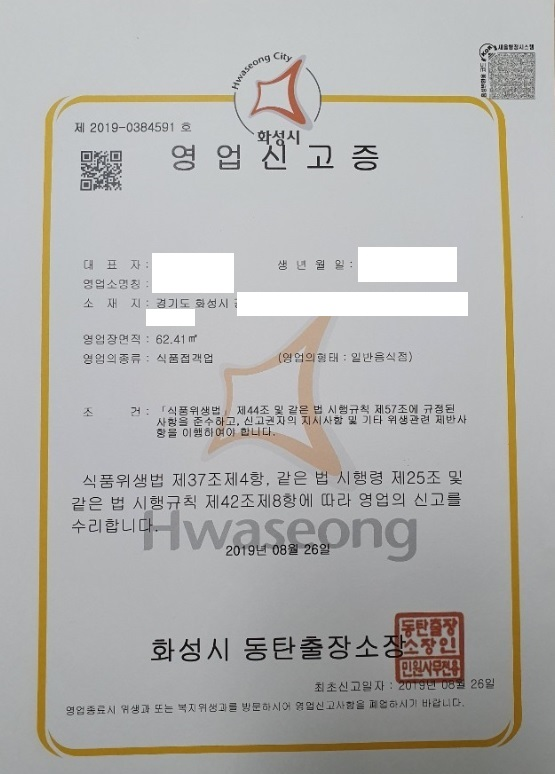 Hwaseong City
화성시
세올행정시스템
제 2019-0384591 호
영 업 신 고 증
대 표 자 :
생 년 월 일 :
영업소명칭 :
소 재 지 : 경기도 화성시
영업장면적 : 62.41㎡
영업의종류 : 식품접객업 (영업의형태 : 일반음식점)
조 건 : 「식품위생법」 제44조 및 같은 법 시행규칙 제57조에 규정된
사항을 준수하고, 신고권자의 지시사항 및 기타 위생관련 제반사
항을 이행하여야 합니다.
식품위생법 제37조제4항, 같은 법 시행령 제25조 및
같은 법 시행규칙 제42조제8항에 따라 영업의 신고를
수리합니다.
Hwaseong
2019년 08월 26일
화성시 동탄출장소장
동탄출장
소장인
민원사무전용
최초신고일자 : 2019년 08월 26일
영업종료시 위생과 또는 복지위생과를 방문하시어 영업신고사항을 폐업하시기 바랍니다.